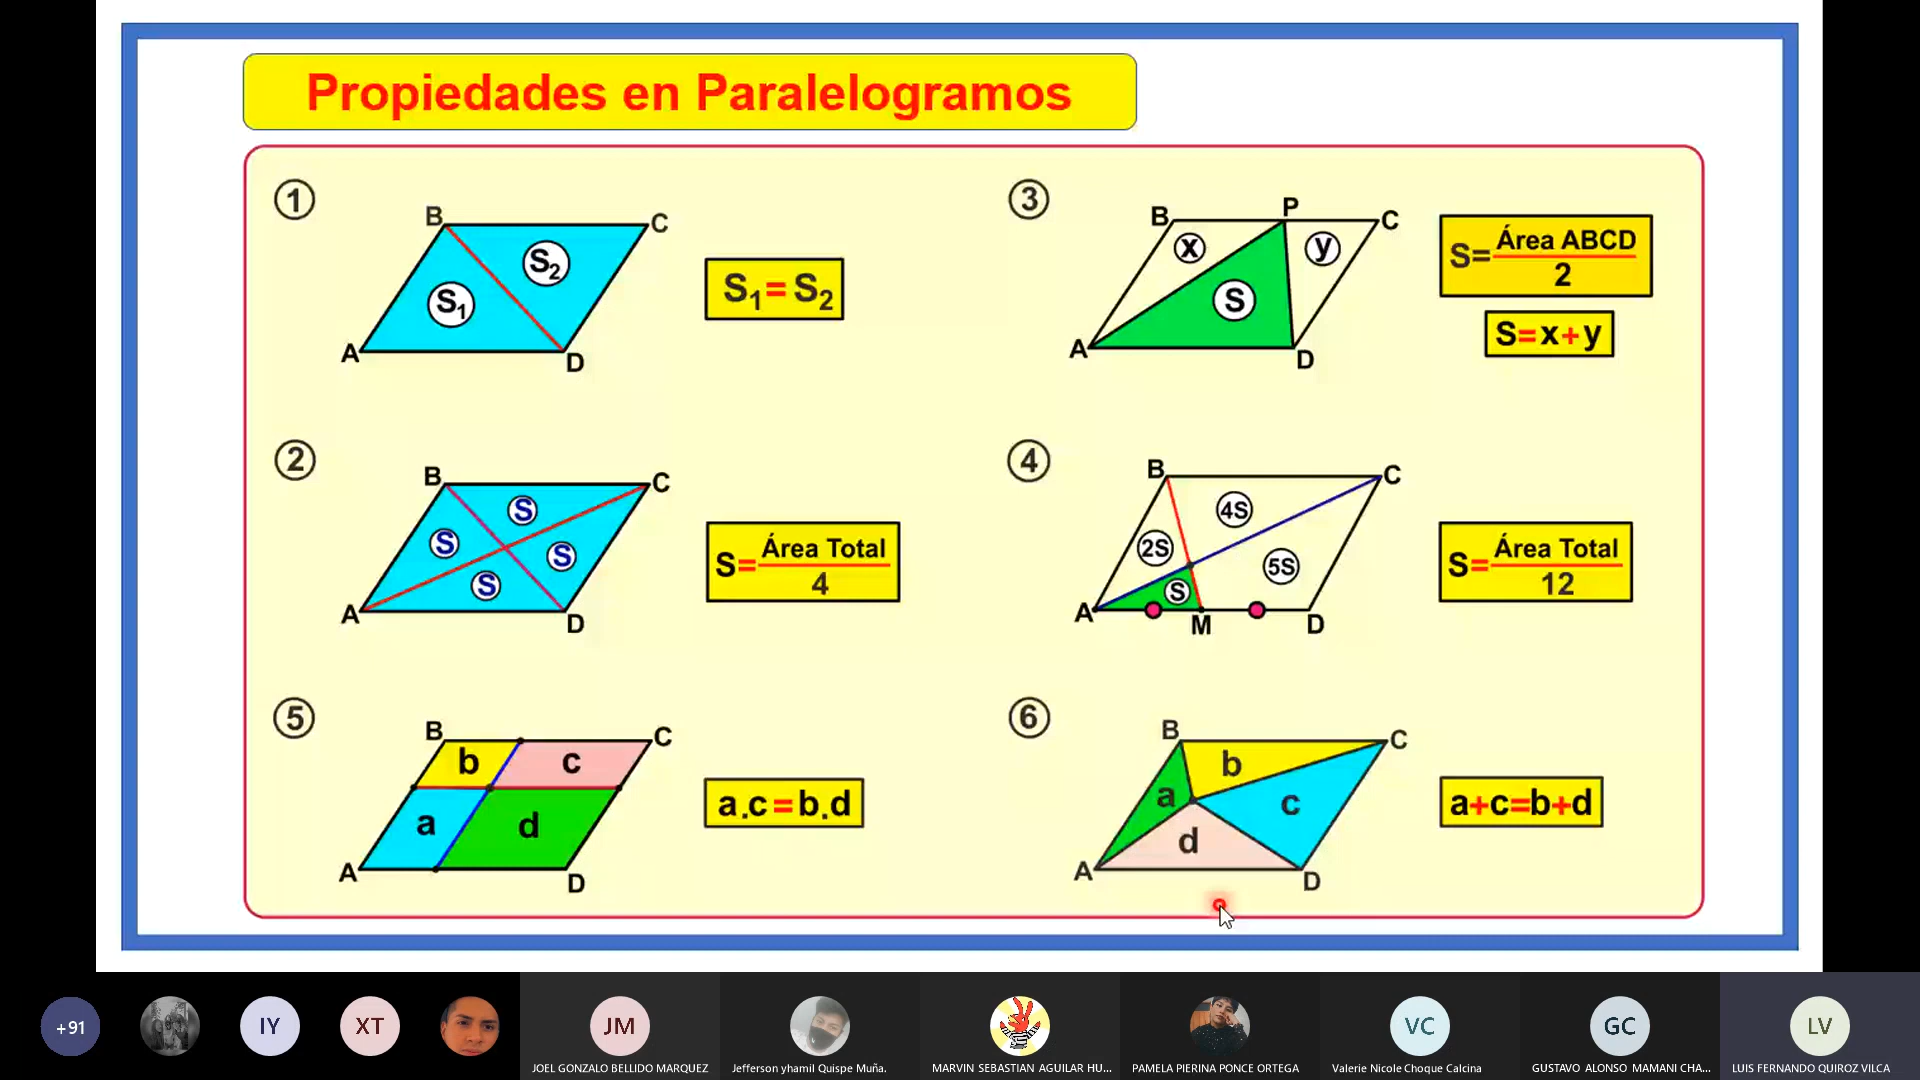 Propiedades en Paralelogramos
1
B
C
S1
S2
A
D
S1=S2
3
B
P
C
x
y
S
A
D
S=Área ABCD
2
S=x+y
2
B
C
S
S
S
S
A
D
S=Área Total
4
4
B
C
4S
2S
5S
S
A
M
D
S=Área Total
12
5
B
C
b
c
a
d
A
D
a.c=b.d
6
B
C
b
a
c
d
A
D
a+c=b+d
+91
IY
XT
JM
VC
GC
LV
JOEL GONZALO BELLIDO MARQUEZ
Jefferson yhamil Quispe Muña.
MARVIN SEBASTIAN AGUILAR HU...
PAMELA PIERINA PONCE ORTEGA
Valerie Nicole Choque Calcina
GUSTAVO ALONSO MAMANI CHA...
LUIS FERNANDO QUIROZ VILCA